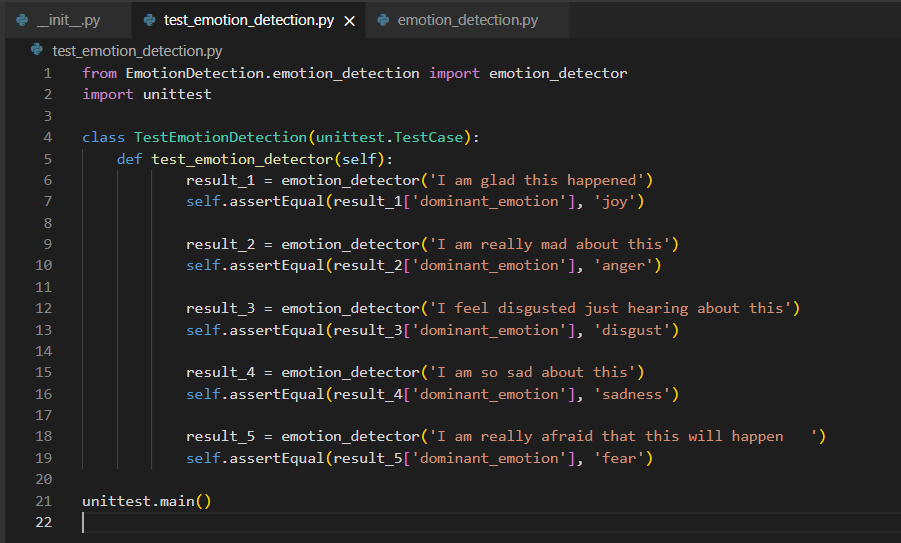 __init__.py test_emotion_detection.py × emotion_detection.py
test_emotion_detection.py
1 from EmotionDetection.emotion_detection import emotion_detector
2 import unittest
3
4 class TestEmotionDetection(unittest.TestCase):
5     def test_emotion_detector(self):
6             result_1 = emotion_detector('I am glad this happened')
7             self.assertEqual(result_1['dominant_emotion'], 'joy')
8
9             result_2 = emotion_detector('I am really mad about this')
10             self.assertEqual(result_2['dominant_emotion'], 'anger')
11
12             result_3 = emotion_detector('I feel disgusted just hearing about this')
13             self.assertEqual(result_3['dominant_emotion'], 'disgust')
14
15             result_4 = emotion_detector('I am so sad about this')
16             self.assertEqual(result_4['dominant_emotion'], 'sadness')
17
18             result_5 = emotion_detector('I am really afraid that this will happen   ')
19             self.assertEqual(result_5['dominant_emotion'], 'fear')
20
21 unittest.main()
22